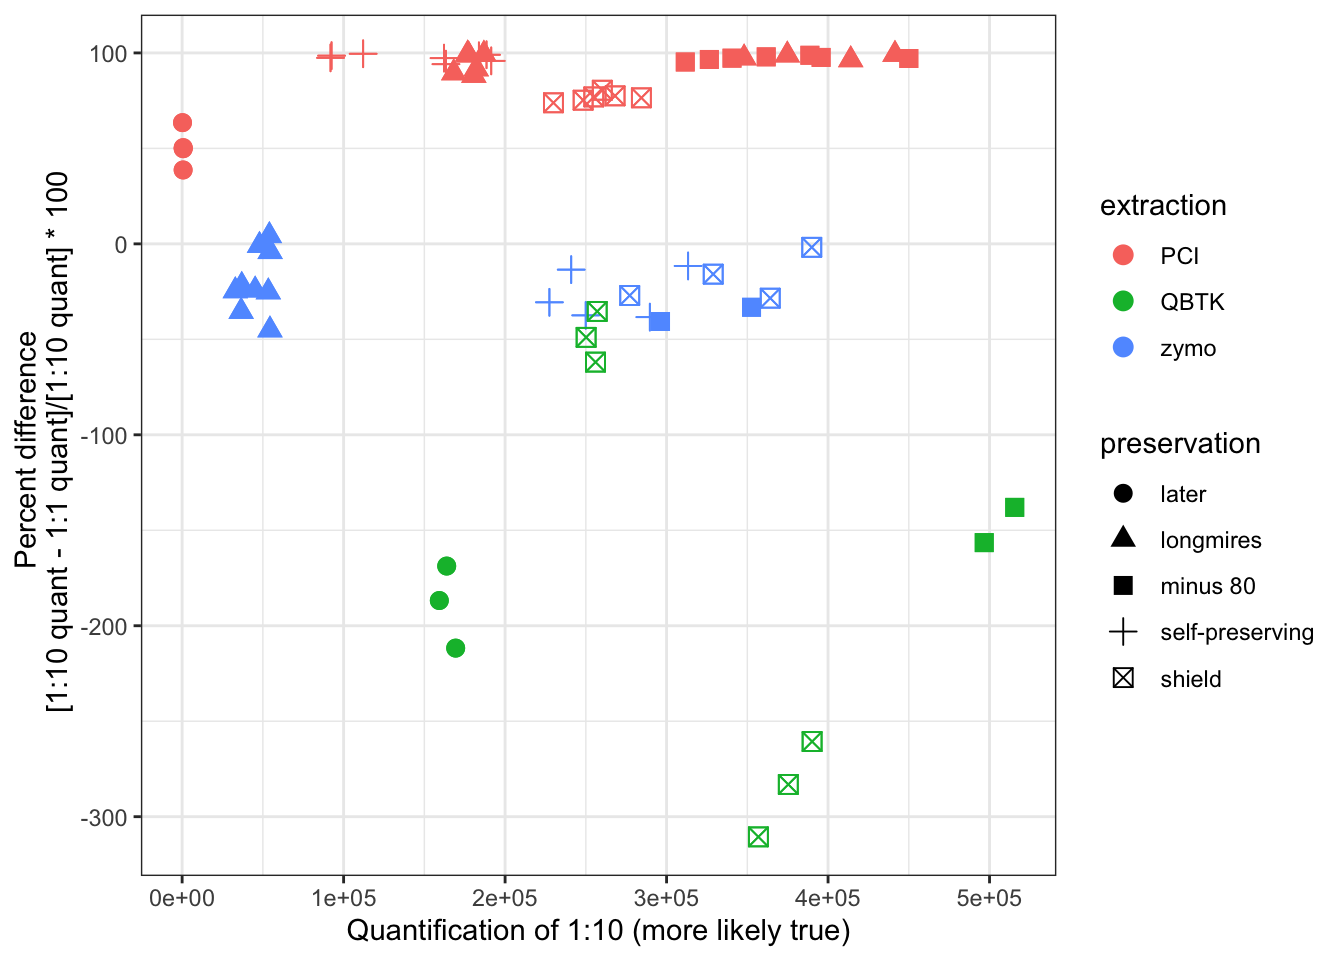 Percent difference
[1:10 quant - 1:1 quant]/[1:10 quant] * 100
100
0
-100
-200
-300
0e+00
1e+05
2e+05
3e+05
4e+05
5e+05
Quantification of 1:10 (more likely true)
extraction
PCI
QBTK
zymo
preservation
later
longmires
minus 80
self-preserving
shield